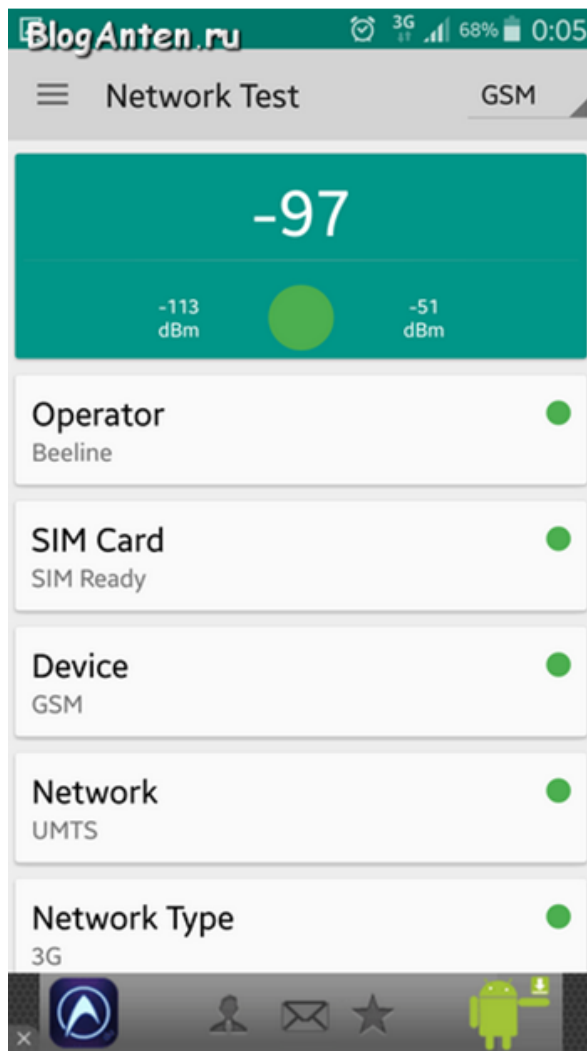 BlogAnten.ru
3G 68% 0:05
Network Test GSM
-97
-113 -51
dBm dBm
Operator
Beeline
SIM Card
SIM Ready
Device
GSM
Network
UMTS
Network Type
3G